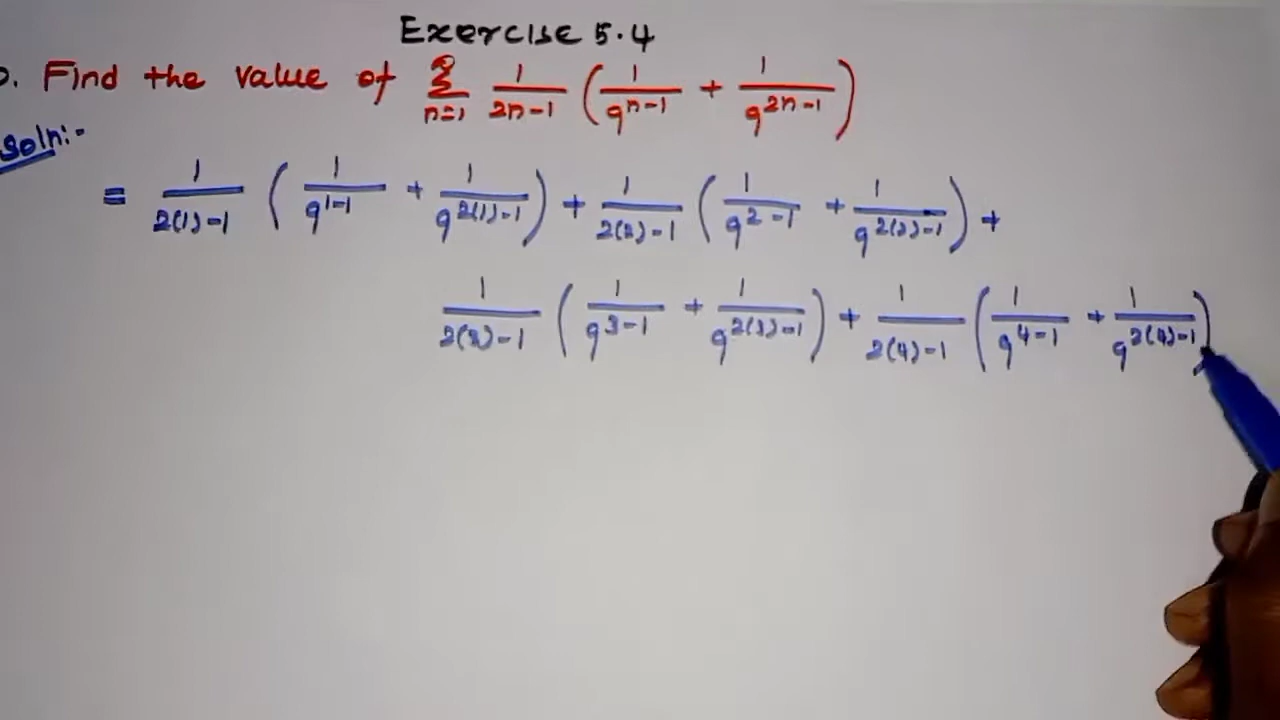 Exercise 5.4
. Find the value of ∑ n=1 1/(2n-1) (1/9^(n-1) + 1/9^(2n-1))
Soln:-
= 1/(2(1)-1) (1/9^(1-1) + 1/9^(2(1)-1)) + 1/(2(2)-1) (1/9^(2-1) + 1/9^(2(2)-1)) +
1/(2(3)-1) (1/9^(3-1) + 1/9^(2(3)-1)) + 1/(2(4)-1) (1/9^(4-1) + 1/9^(2(4)-1))